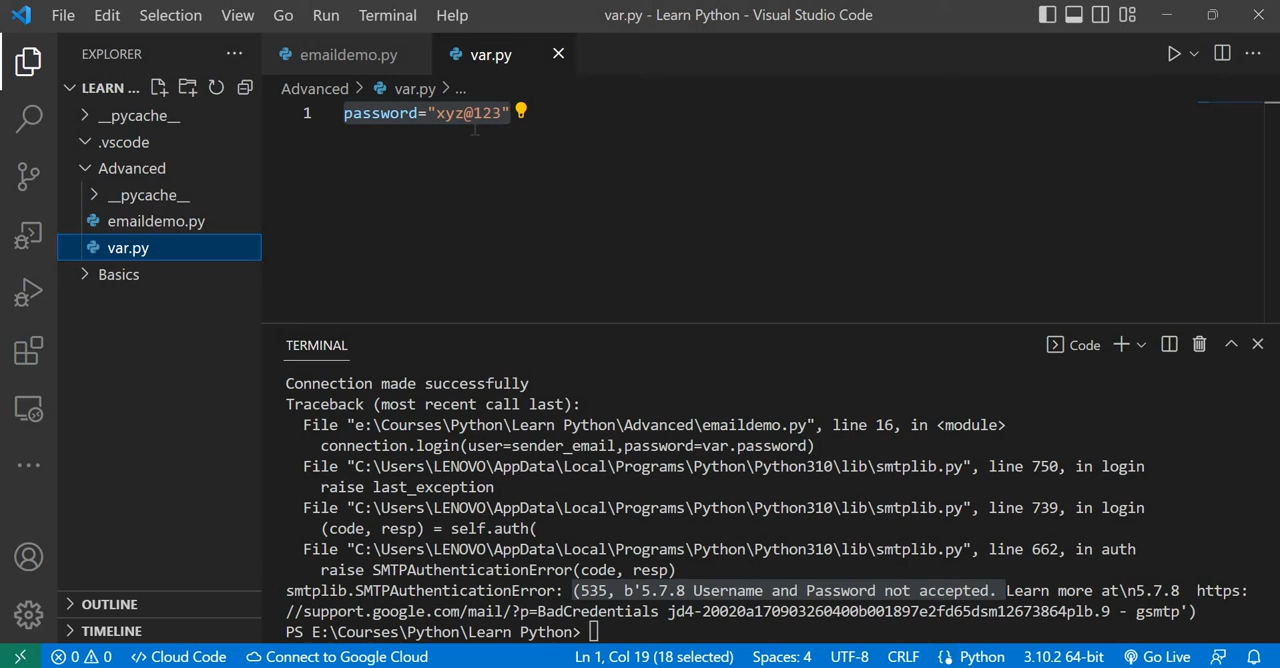 File Edit Selection View Go Run Terminal Help var.py - Learn Python - Visual Studio Code
EXPLORER ...
emaildemo.py var.py
LEARN ...
Advanced > var.py > ...
1 password="xyz@123"
__pycache__
.vscode
Advanced
__pycache__
emaildemo.py
var.py
Basics
OUTLINE
TIMELINE
TERMINAL Code
Connection made successfully
Traceback (most recent call last):
File "e:\Courses\Python\Learn Python\Advanced\emaildemo.py", line 16, in <module>
connection.login(user=sender_email,password=var.password)
File "C:\Users\LENOVO\AppData\Local\Programs\Python\Python310\lib\smtplib.py", line 750, in login
raise last_exception
File "C:\Users\LENOVO\AppData\Local\Programs\Python\Python310\lib\smtplib.py", line 739, in login
(code, resp) = self.auth(
File "C:\Users\LENOVO\AppData\Local\Programs\Python\Python310\lib\smtplib.py", line 662, in auth
raise SMTPAuthenticationError(code, resp)
smtplib.SMTPAuthenticationError: (535, b'5.7.8 Username and Password not accepted. Learn more at\n5.7.8 https:
//support.google.com/mail/?p=BadCredentials jd4-20020a170903260400b001897e2fd65dsm12673864plb.9 - gsmtp')
PS E:\Courses\Python\Learn Python>
0 0 Cloud Code Connect to Google Cloud Ln 1, Col 19 (18 selected) Spaces: 4 UTF-8 CRLF Python 3.10.2 64-bit Go Live